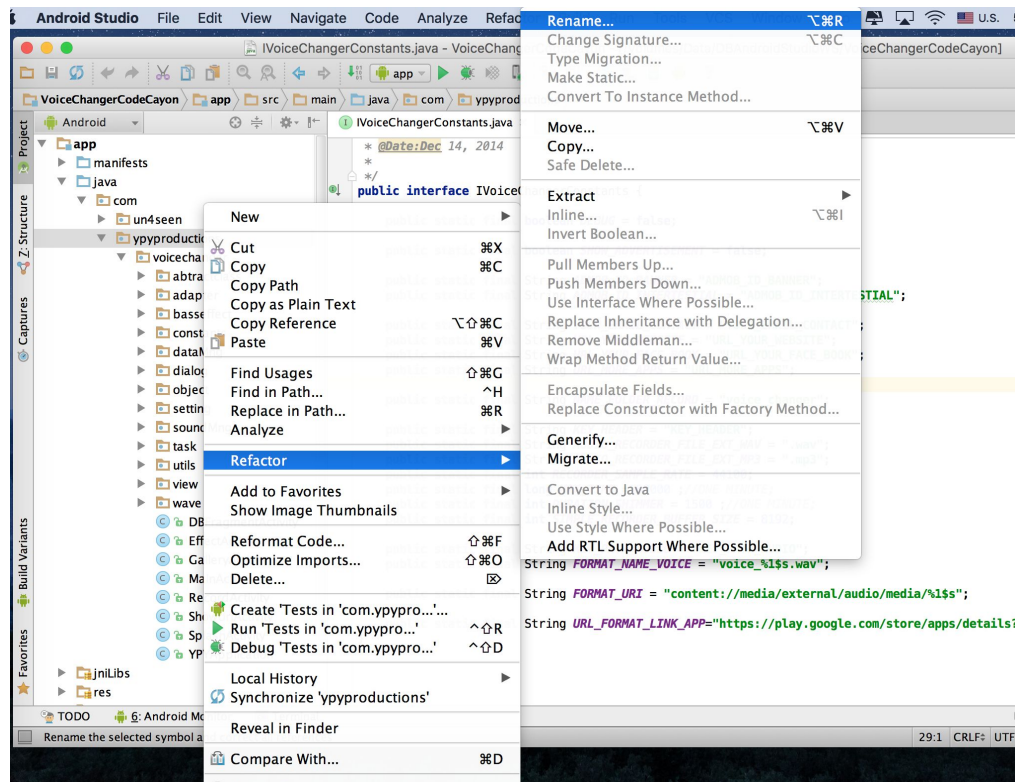 Android Studio File Edit View Navigate Code Analyze Refac U.S.
IVoiceChangerConstants.java - VoiceChang ceChangerCodeCayon]
app
VoiceChangerCodeCayon app src main java com ypyprod
Android IVoiceChangerConstants.java
Project
Z: Structure
Captures
Build Variants
Favorites
app
manifests
java
com
un4seen
ypyproductio
voicechan
abtra
adap
basse
const
dataM
dialog
objec
settin
sound
task
utils
view
wave
DB
Eff
Ga
Ma
Re
Sh
Sp
YP
jniLibs
res
* @Date:Dec 14, 2014
*
*/
public interface IVoiceC
STIAL";
String FORMAT_NAME_VOICE = "voice_%1$s.wav";
String FORMAT_URI = "content://media/external/audio/media/%1$s";
String URL_FORMAT_LINK_APP="https://play.google.com/store/apps/details?
New
Cut ⌘X
Copy ⌘C
Copy Path
Copy as Plain Text
Copy Reference ⌥⇧⌘C
Paste ⌘V
Find Usages ⇧⌘G
Find in Path... ^H
Replace in Path... ⌘R
Analyze
Refactor
Add to Favorites
Show Image Thumbnails
Reformat Code... ⇧⌘F
Optimize Imports... ⇧⌘O
Delete... ⌦
Create 'Tests in 'com.ypypro...'...
Run 'Tests in 'com.ypypro...' ^⇧R
Debug 'Tests in 'com.ypypro...' ^⇧D
Local History
Synchronize 'ypyproductions'
Reveal in Finder
Compare With... ⌘D
Rename... ⌥⌘R
Change Signature... ⌥⌘C
Type Migration...
Make Static...
Convert To Instance Method...
Move... ⌥⌘V
Copy...
Safe Delete...
Extract
Inline... ⌥⌘I
Invert Boolean...
Pull Members Up...
Push Members Down...
Use Interface Where Possible...
Replace Inheritance with Delegation...
Remove Middleman...
Wrap Method Return Value...
Encapsulate Fields...
Replace Constructor with Factory Method...
Generify...
Migrate...
Convert to Java
Inline Style...
Use Style Where Possible...
Add RTL Support Where Possible...
TODO 6: Android Mo
Rename the selected symbol a 29:1 CRLF÷ UTF